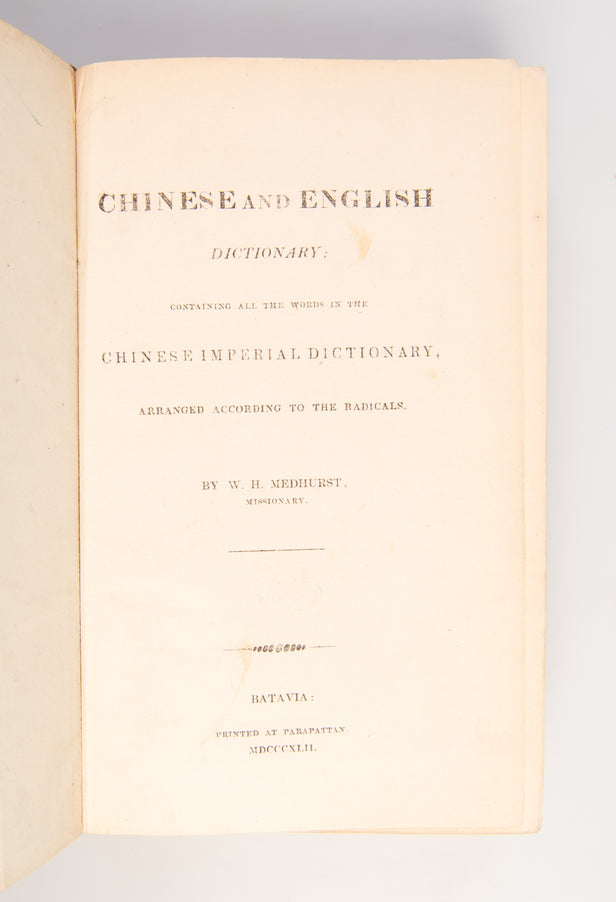 CHINESE AND ENGLISH
DICTIONARY;
CONTAINING ALL THE WORDS IN THE
CHINESE IMPERIAL DICTIONARY,
ARRANGED ACCORDING TO THE RADICALS.
BY W. H. MEDHURST,
MISSIONARY.
BATAVIA:
PRINTED AT PARAPATTAN.
MDCCCXLII.